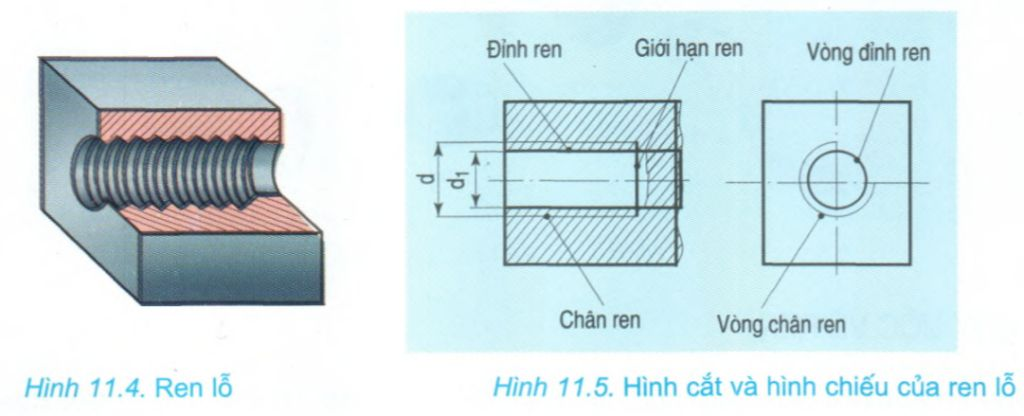 Đỉnh ren
Giới hạn ren
Vòng đỉnh ren
d
d1
Chân ren
Vòng chân ren
Hình 11.4. Ren lỗ
Hình 11.5. Hình cắt và hình chiếu của ren lỗ